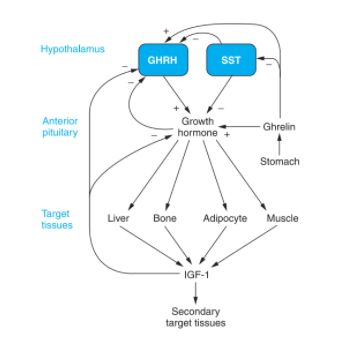 +
−
Hypothalamus
GHRH
SST
−
−
−
+
−
Anterior
pituitary
Growth
hormone
−
+
Ghrelin
Stomach
Target
tissues
Liver
Bone
Adipocyte
Muscle
IGF-1
Secondary
target tissues